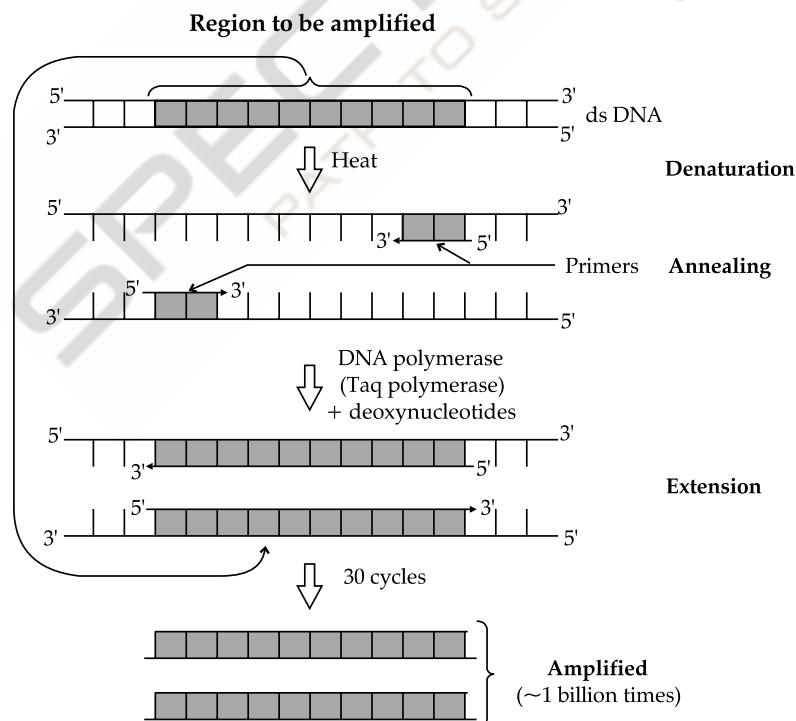 Region to be amplified
5' 3'
ds DNA
3' 5'
Heat
Denaturation
5' 3'
3' 5'
Primers Annealing
5' 3'
3' 5'
DNA polymerase
(Taq polymerase)
+ deoxynucleotides
5' 3'
3' 5'
Extension
5' 3'
3' 5'
30 cycles
Amplified
(~1 billion times)